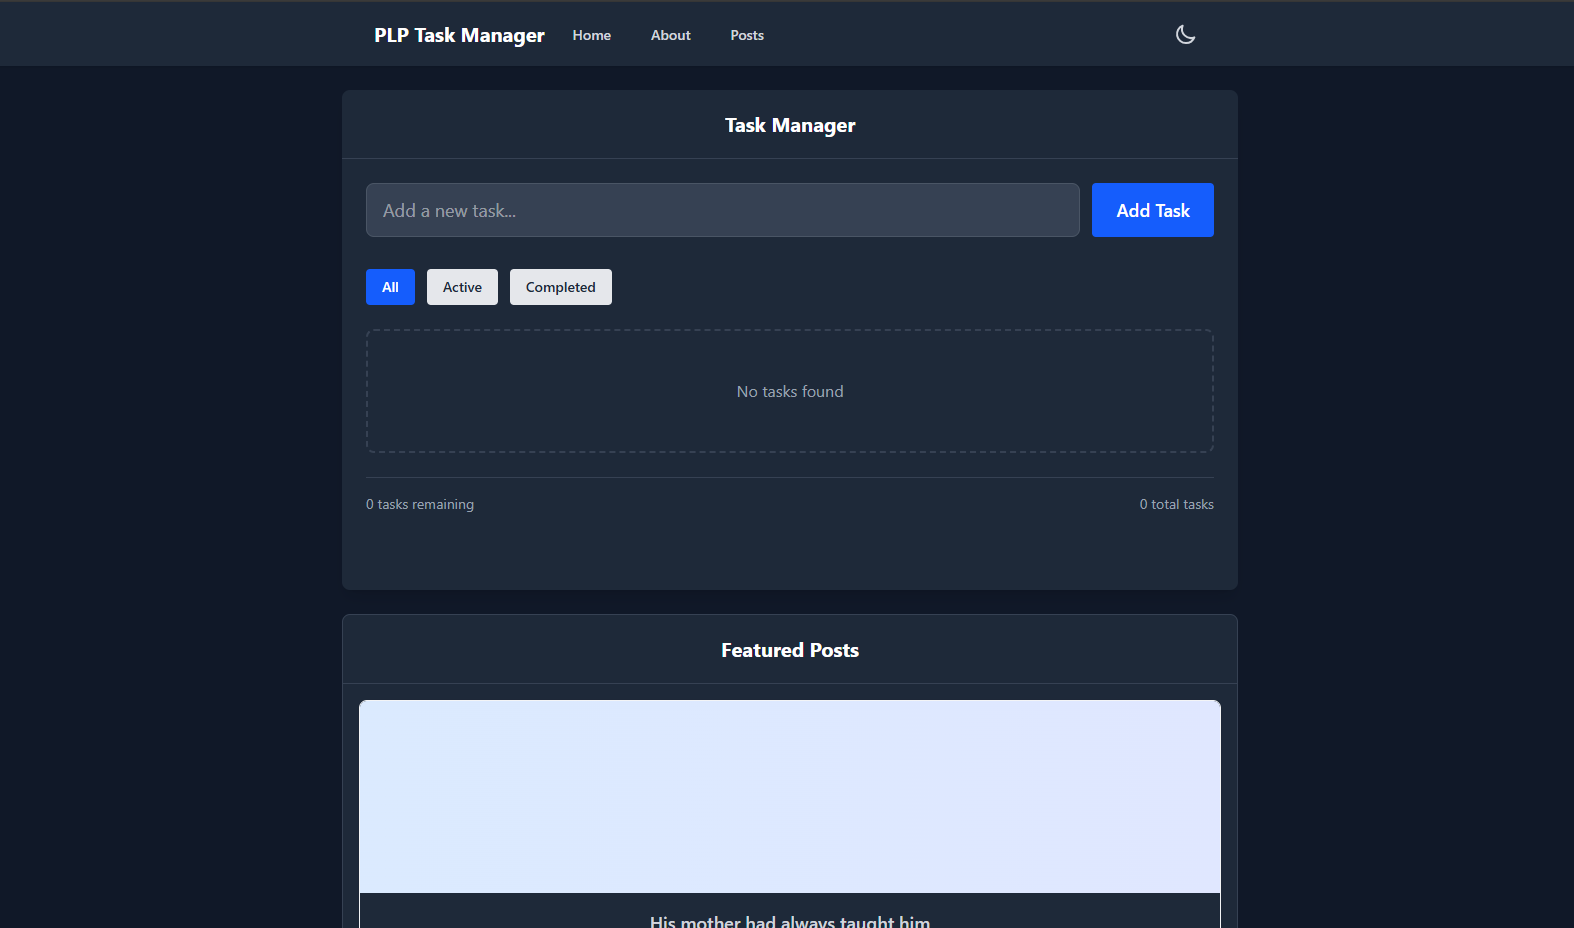 PLP Task Manager Home About Posts
Task Manager
Add a new task... Add Task
All Active Completed
No tasks found
0 tasks remaining 0 total tasks
Featured Posts
His mother had always taught him